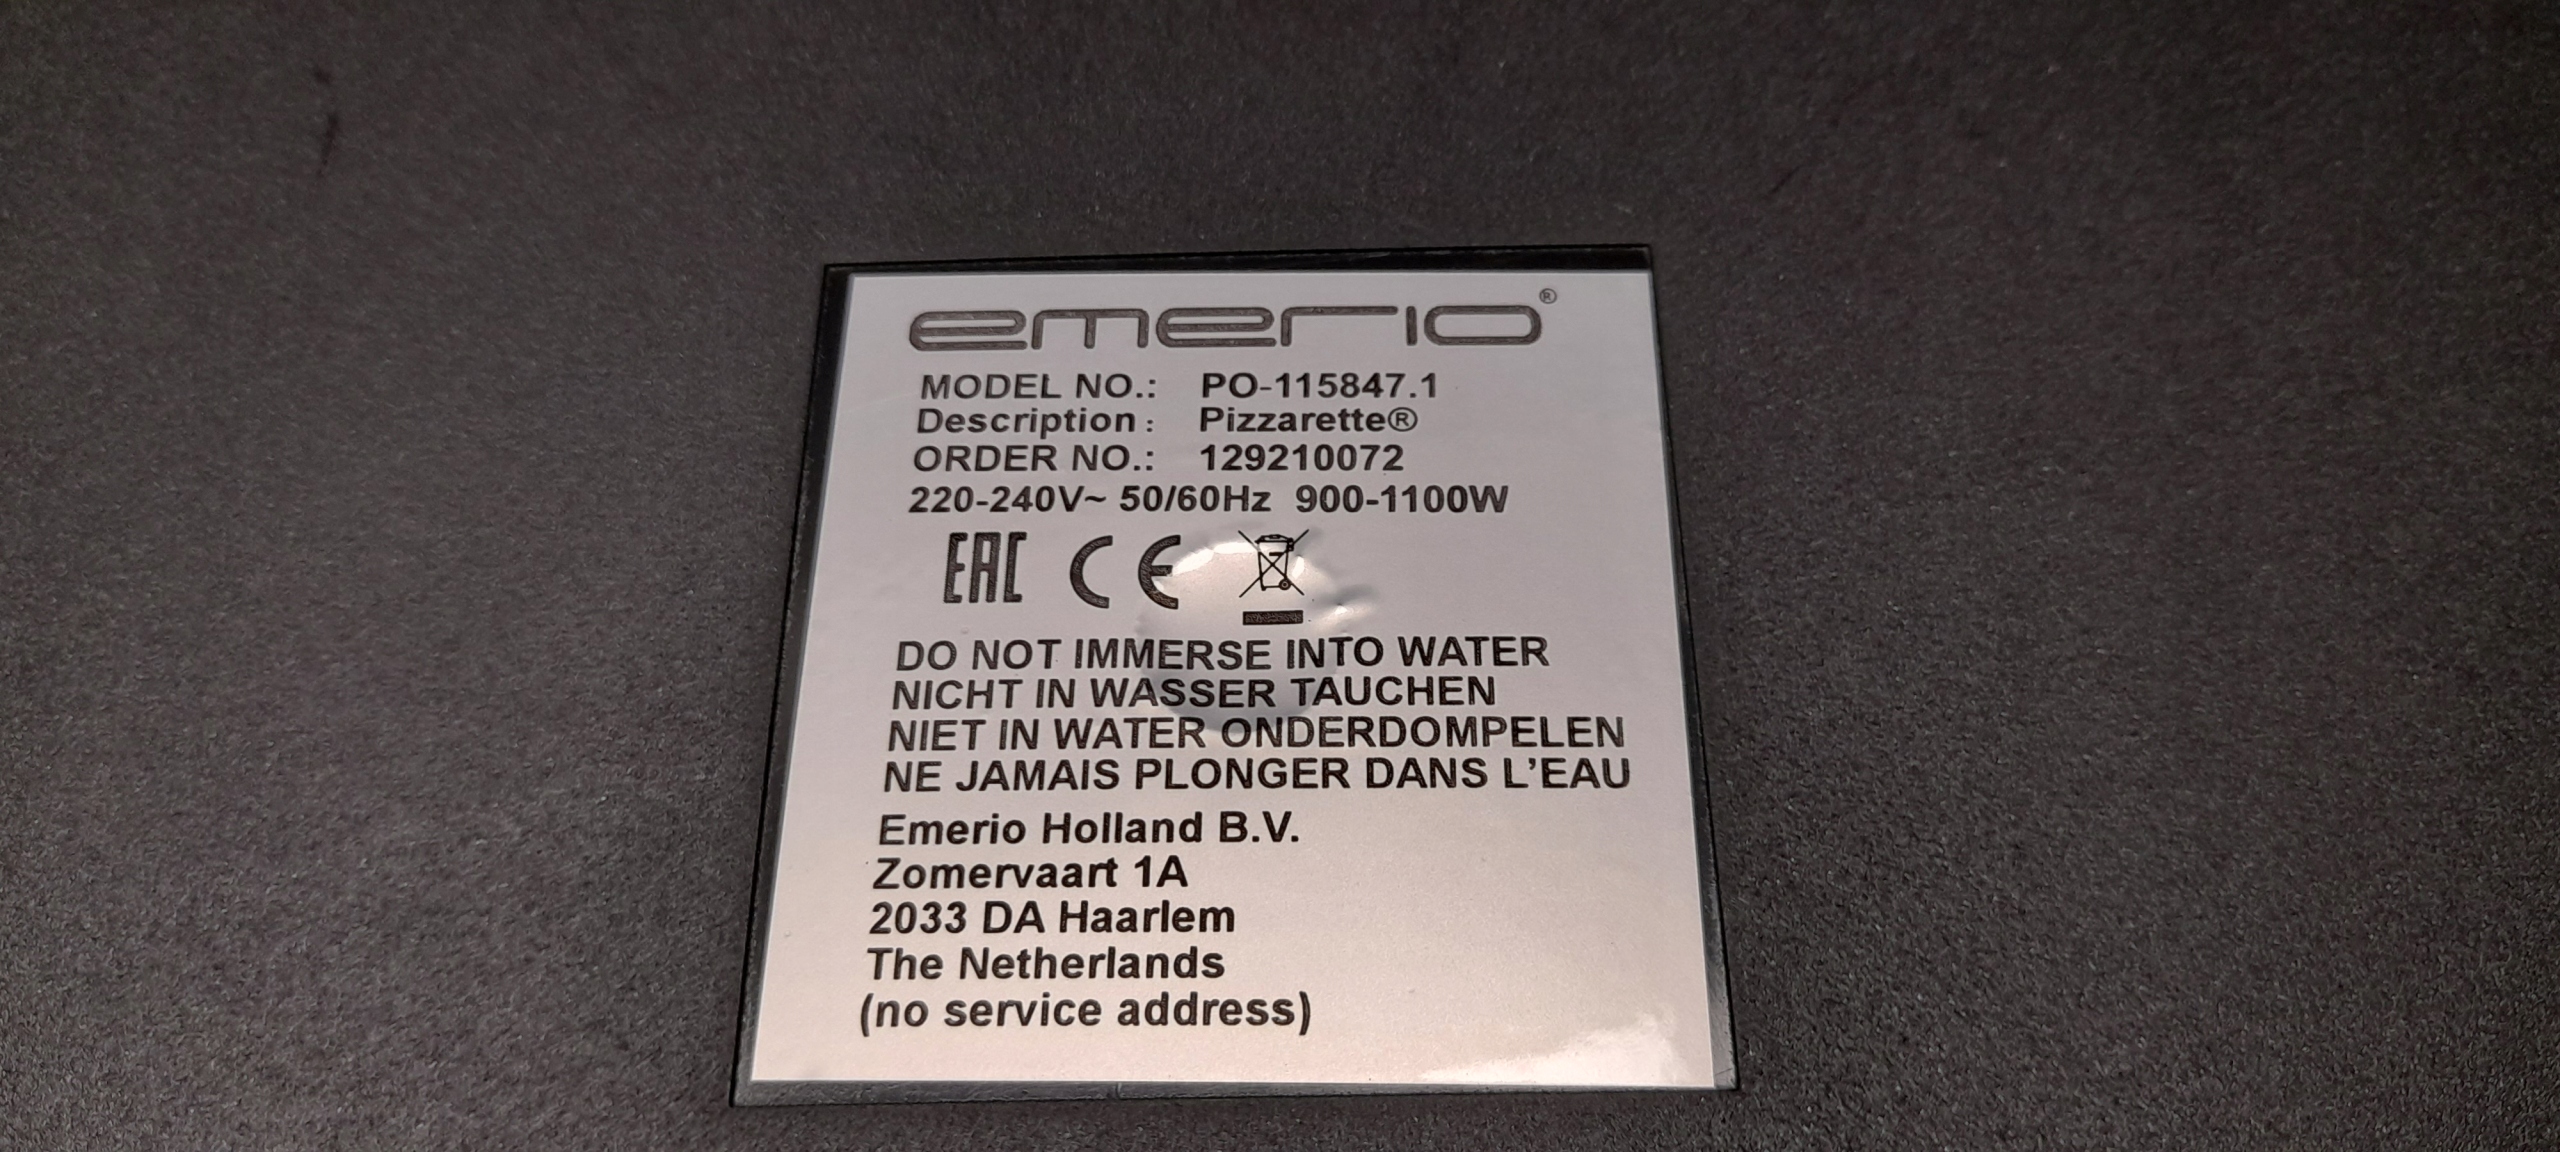 emerio®
MODEL NO.: PO-115847.1
Description : Pizzarette®
ORDER NO.: 129210072
220-240V~ 50/60Hz 900-1100W
EAC CE
DO NOT IMMERSE INTO WATER
NICHT IN WASSER TAUCHEN
NIET IN WATER ONDERDOMPELEN
NE JAMAIS PLONGER DANS L'EAU
Emerio Holland B.V.
Zomervaart 1A
2033 DA Haarlem
The Netherlands
(no service address)